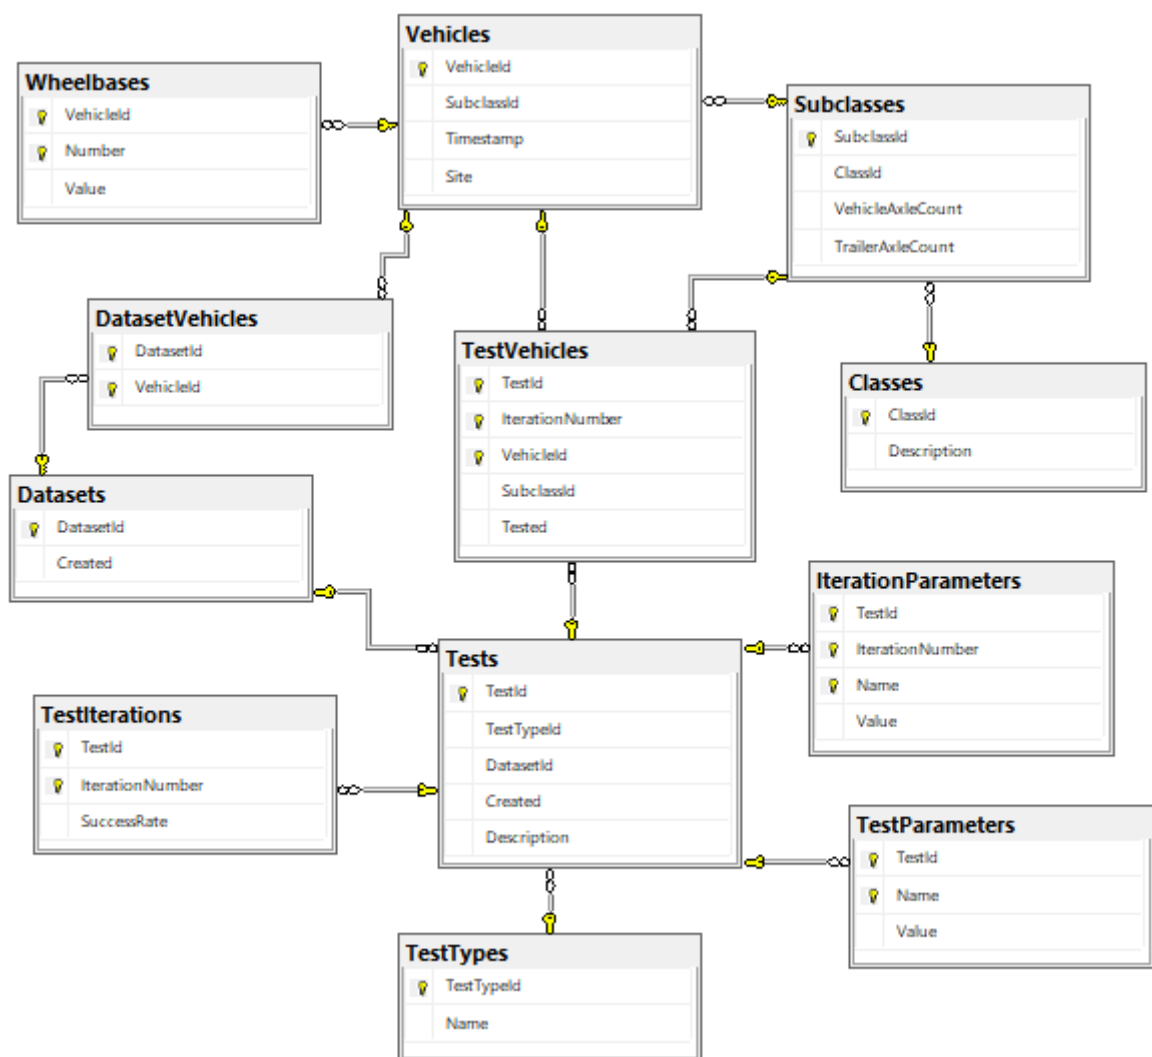 Vehicles
VehicleId
SubclassId
Timestamp
Site
Wheelbases
VehicleId
Number
Value
Subclasses
SubclassId
ClassId
VehicleAxleCount
TrailerAxleCount
DatasetVehicles
DatasetId
VehicleId
TestVehicles
TestId
IterationNumber
VehicleId
SubclassId
Tested
Classes
ClassId
Description
Datasets
DatasetId
Created
IterationParameters
TestId
IterationNumber
Name
Value
Tests
TestId
TestTypeId
DatasetId
Created
Description
TestIterations
TestId
IterationNumber
SuccessRate
TestParameters
TestId
Name
Value
TestTypes
TestTypeId
Name